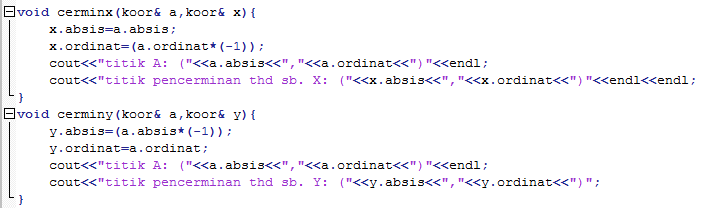 void cerminx(koor& a,koor& x){
x.absis=a.absis;
x.ordinat=(a.ordinat*(-1));
cout<<"titik A: ("<<a.absis<<","<<a.ordinat<<")"<<endl;
cout<<"titik pencerminan thd sb. X: ("<<x.absis<<","<<x.ordinat<<")"<<endl<<endl;
}
void cerminy(koor& a,koor& y){
y.absis=(a.absis*(-1));
y.ordinat=a.ordinat;
cout<<"titik A: ("<<a.absis<<","<<a.ordinat<<")"<<endl;
cout<<"titik pencerminan thd sb. Y: ("<<y.absis<<","<<y.ordinat<<")";
}